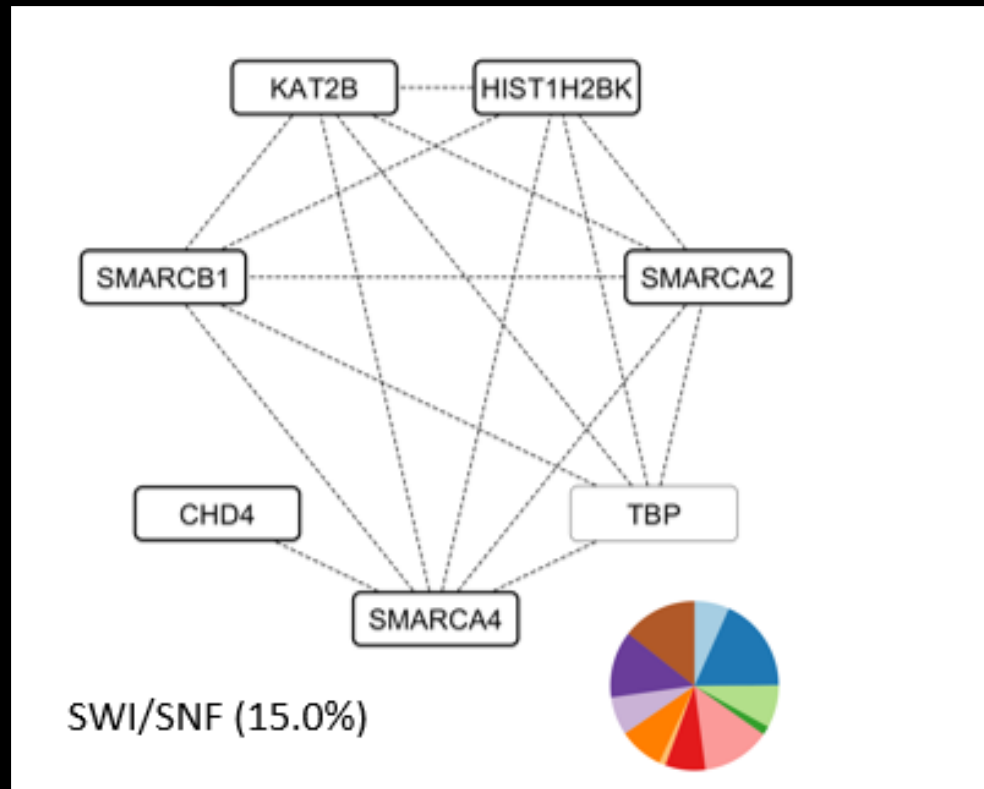 KAT2B
HIST1H2BK
SMARCB1
SMARCA2
CHD4
TBP
SMARCA4
SWI/SNF (15.0%)